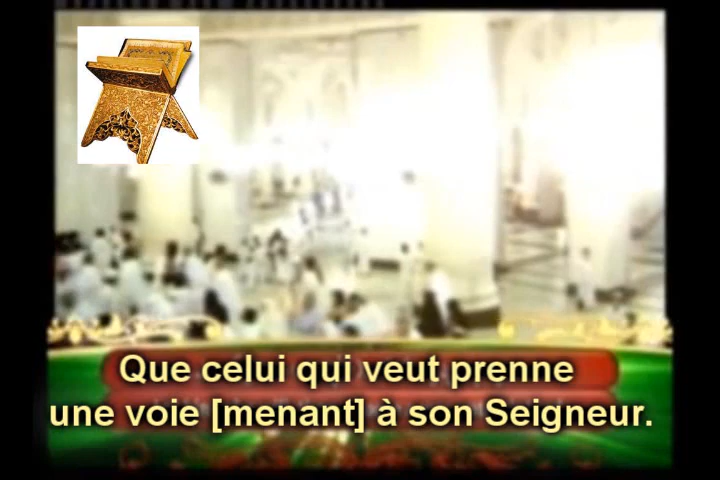 Que celui qui veut prenne
une voie [menant] à son Seigneur.